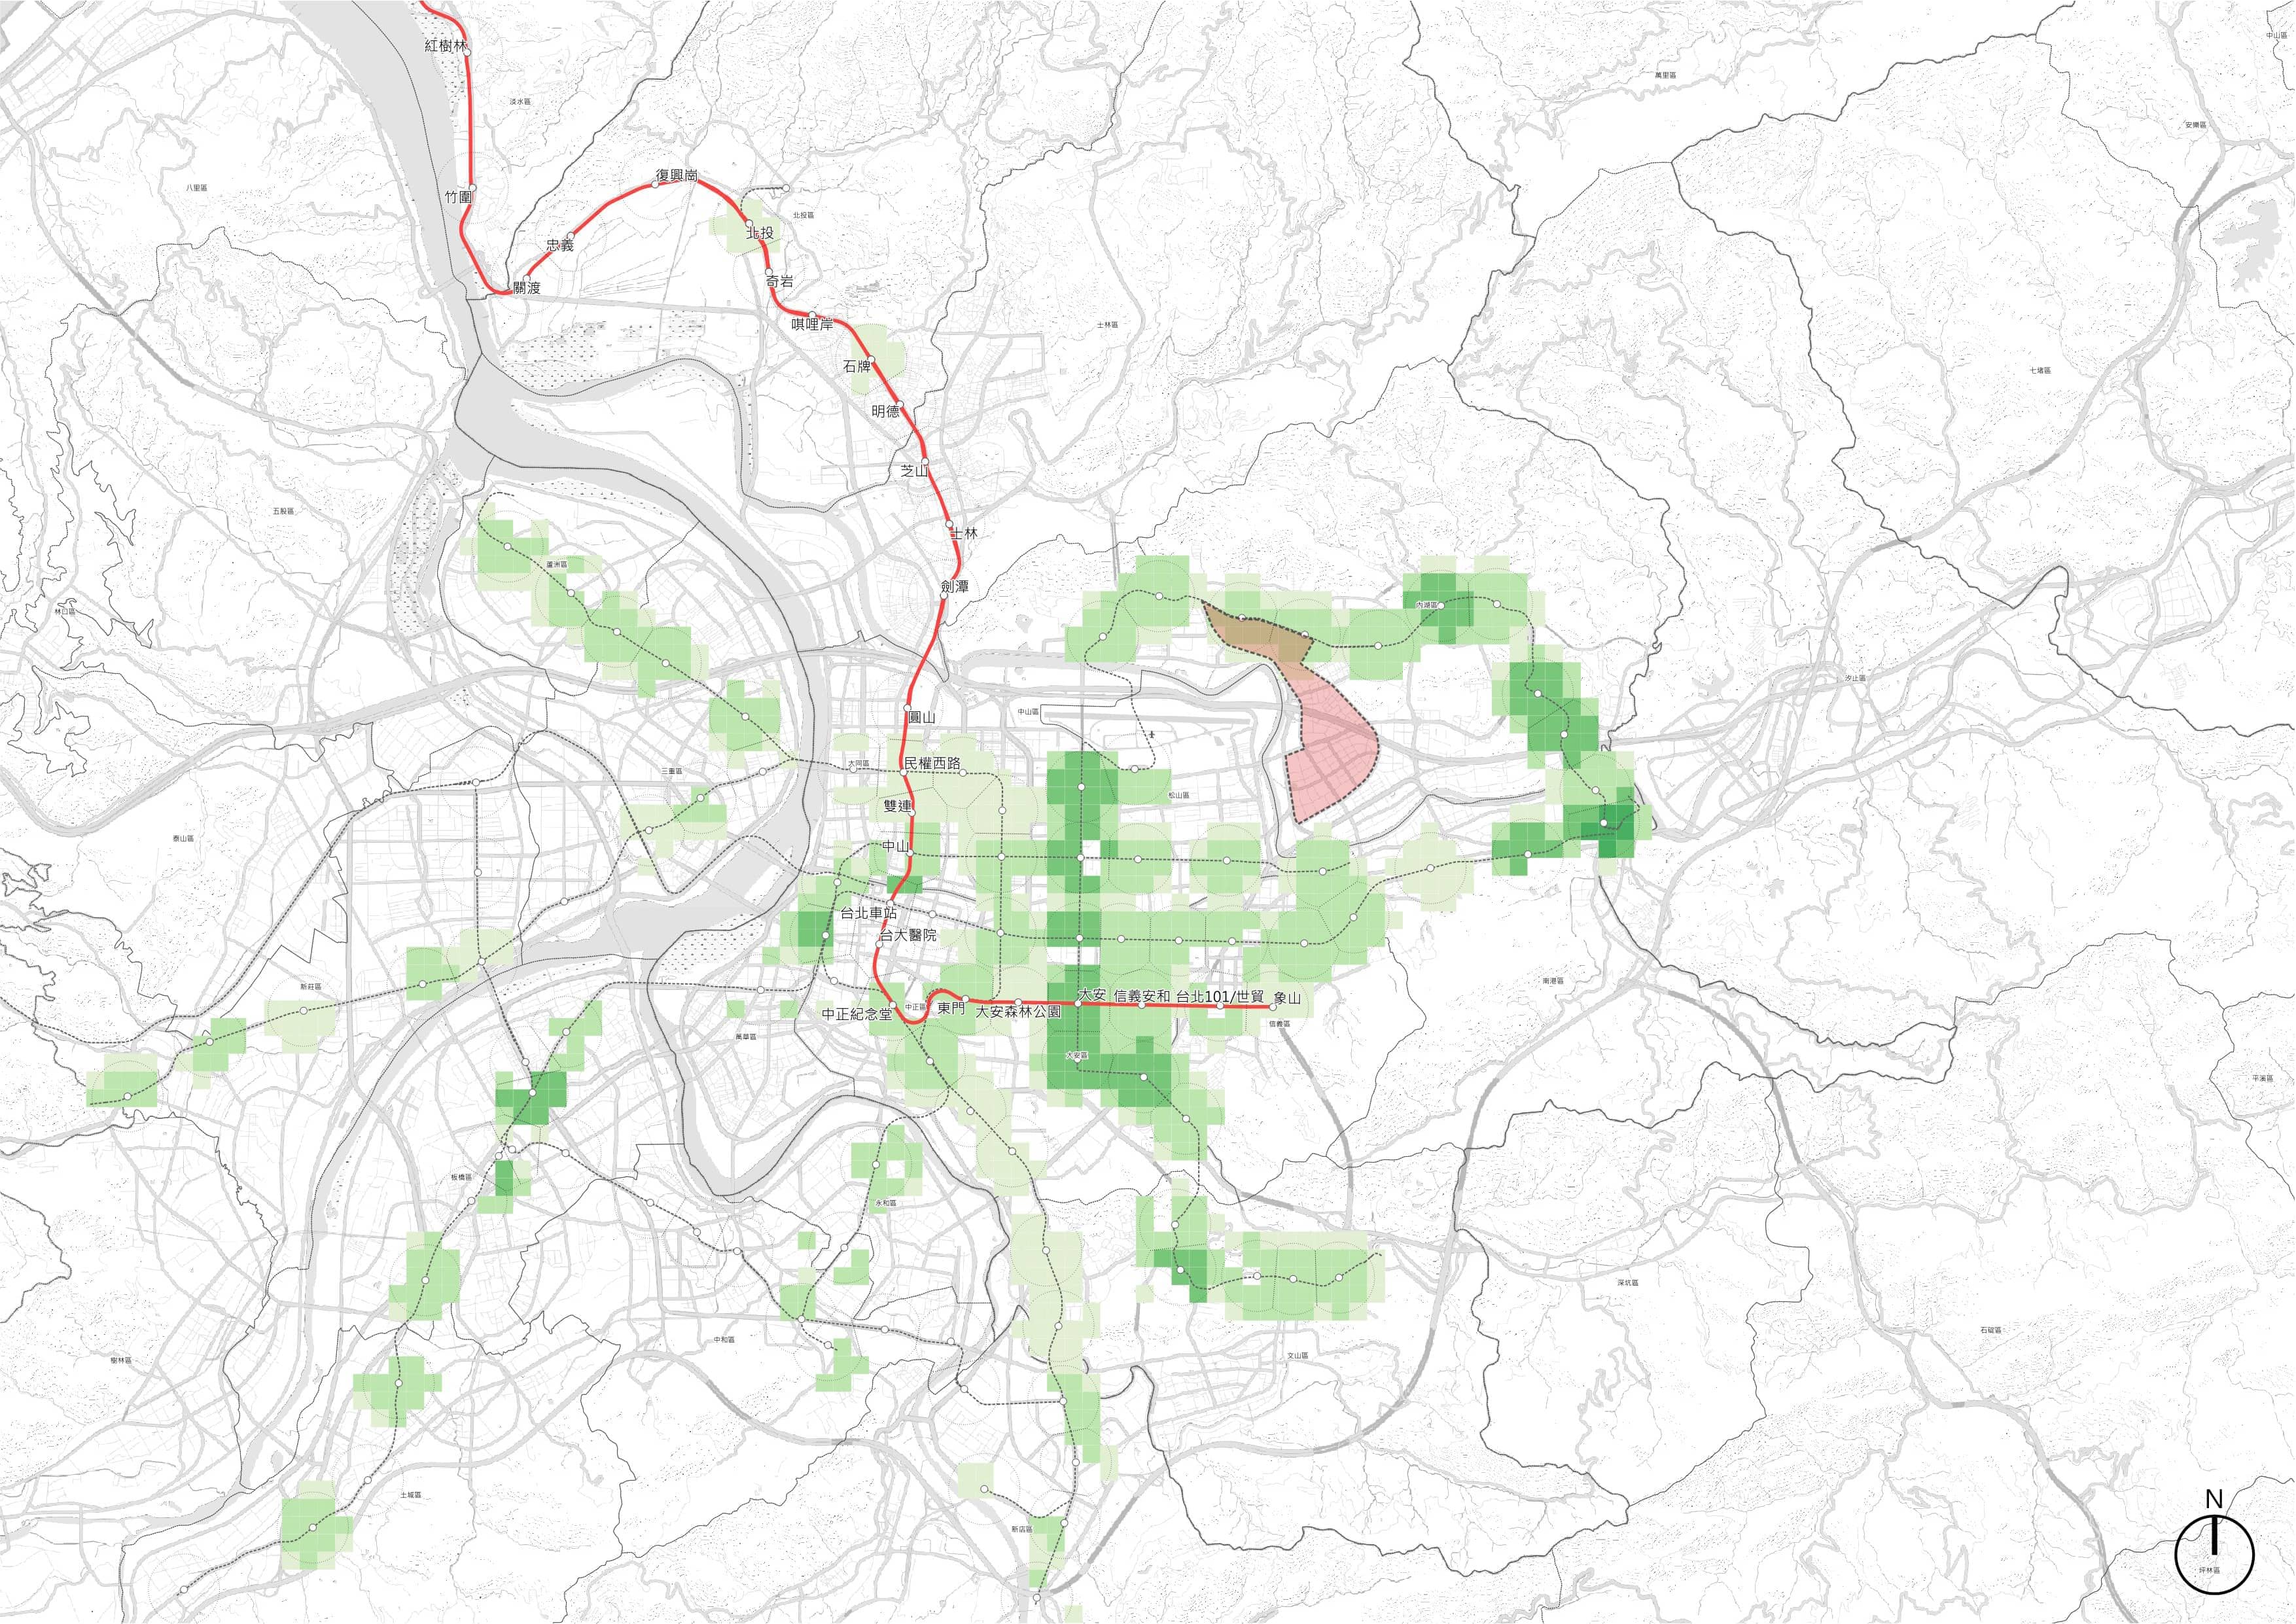 中山區
紅樹林
萬里區
淡水區
安樂區
復興崗
八里區
竹圍
北投區
北投
忠義
奇岩
關渡
唭哩岸
士林區
石牌
七堵區
明德
芝山
五股區
士林
蘆洲區
劍潭
內湖區
林口區
汐止區
中山區
圓山
大同區
民權西路
三重區
松山區
雙連
泰山區
中山
台北車站
台大醫院
南港區
新莊區
大安
信義安和
台北101/世貿
象山
中正區
東門
大安森林公園
中正紀念堂
信義區
萬華區
大安區
平溪區
板橋區
永和區
深坑區
石碇區
中和區
文山區
樹林區
土城區
N
新店區
坪林區